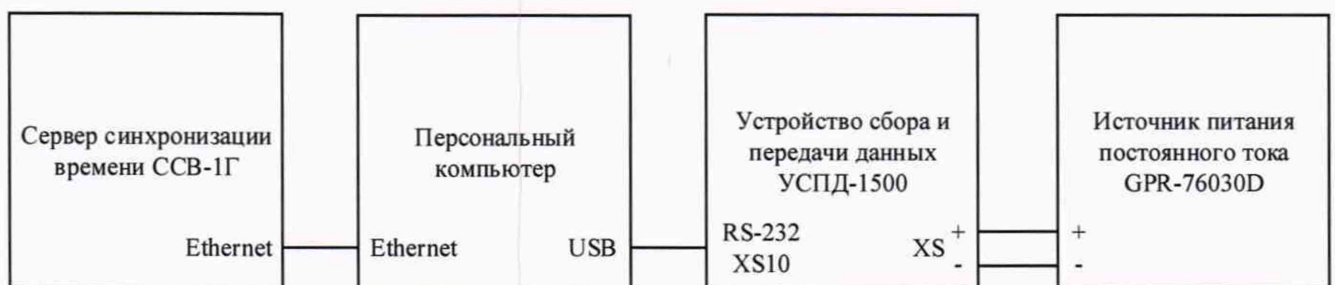 Сервер синхронизации
времени ССВ-1Г
Ethernet
Персональный
компьютер
Ethernet
USB
Устройство сбора и
передачи данных
УСПД-1500
RS-232
XS10
XS
+
-
Источник питания
постоянного тока
GPR-76030D
+
-